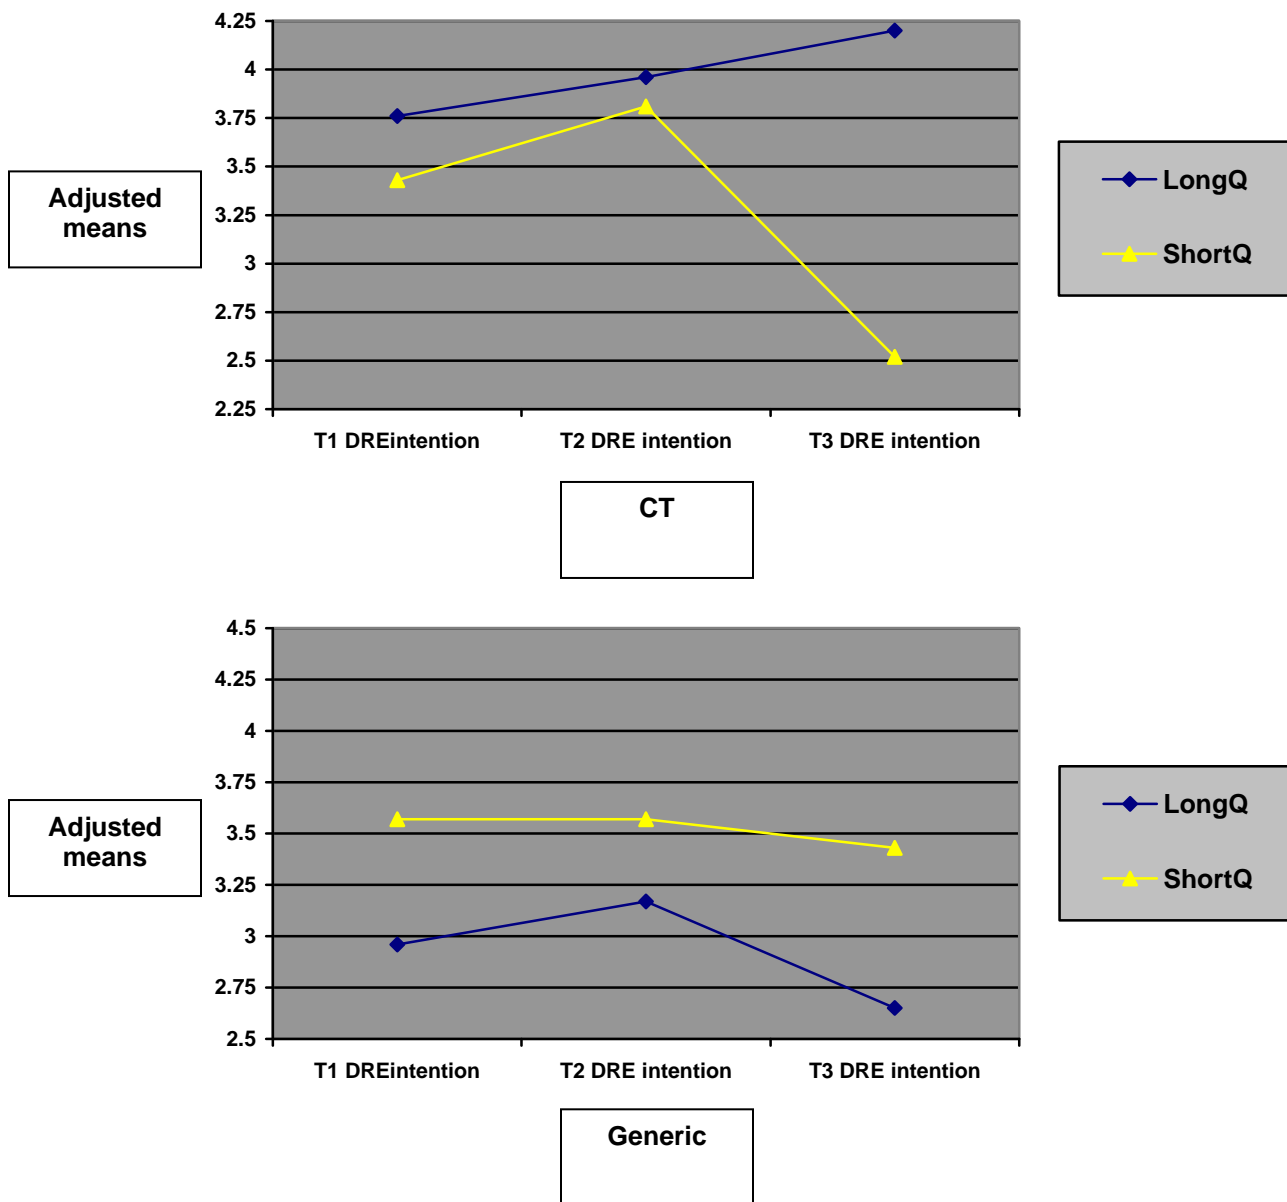 4.25
4
3.75
3.5
3.25
3
2.75
2.5
2.25
Adjusted
means
T1 DREintention
T2 DRE intention
T3 DRE intention
CT
LongQ
ShortQ
4.5
4.25
4
3.75
3.5
3.25
3
2.75
2.5
Adjusted
means
T1 DREintention
T2 DRE intention
T3 DRE intention
Generic
LongQ
ShortQ